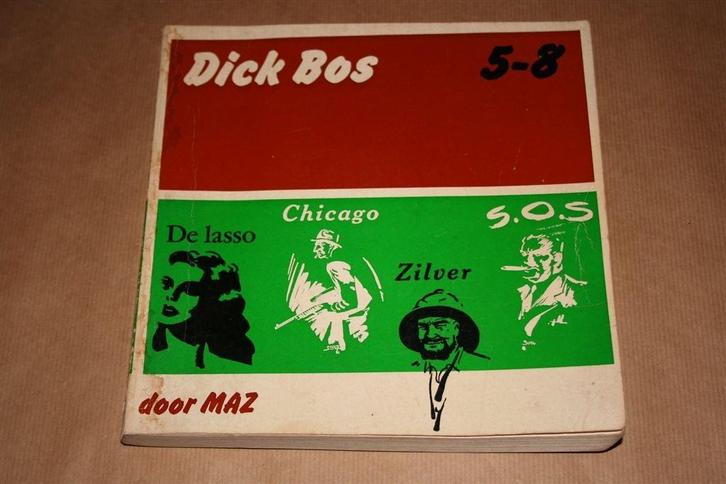 Dick Bos 5-8
De lasso
Chicago
Zilver
S.O.S
door MAZ